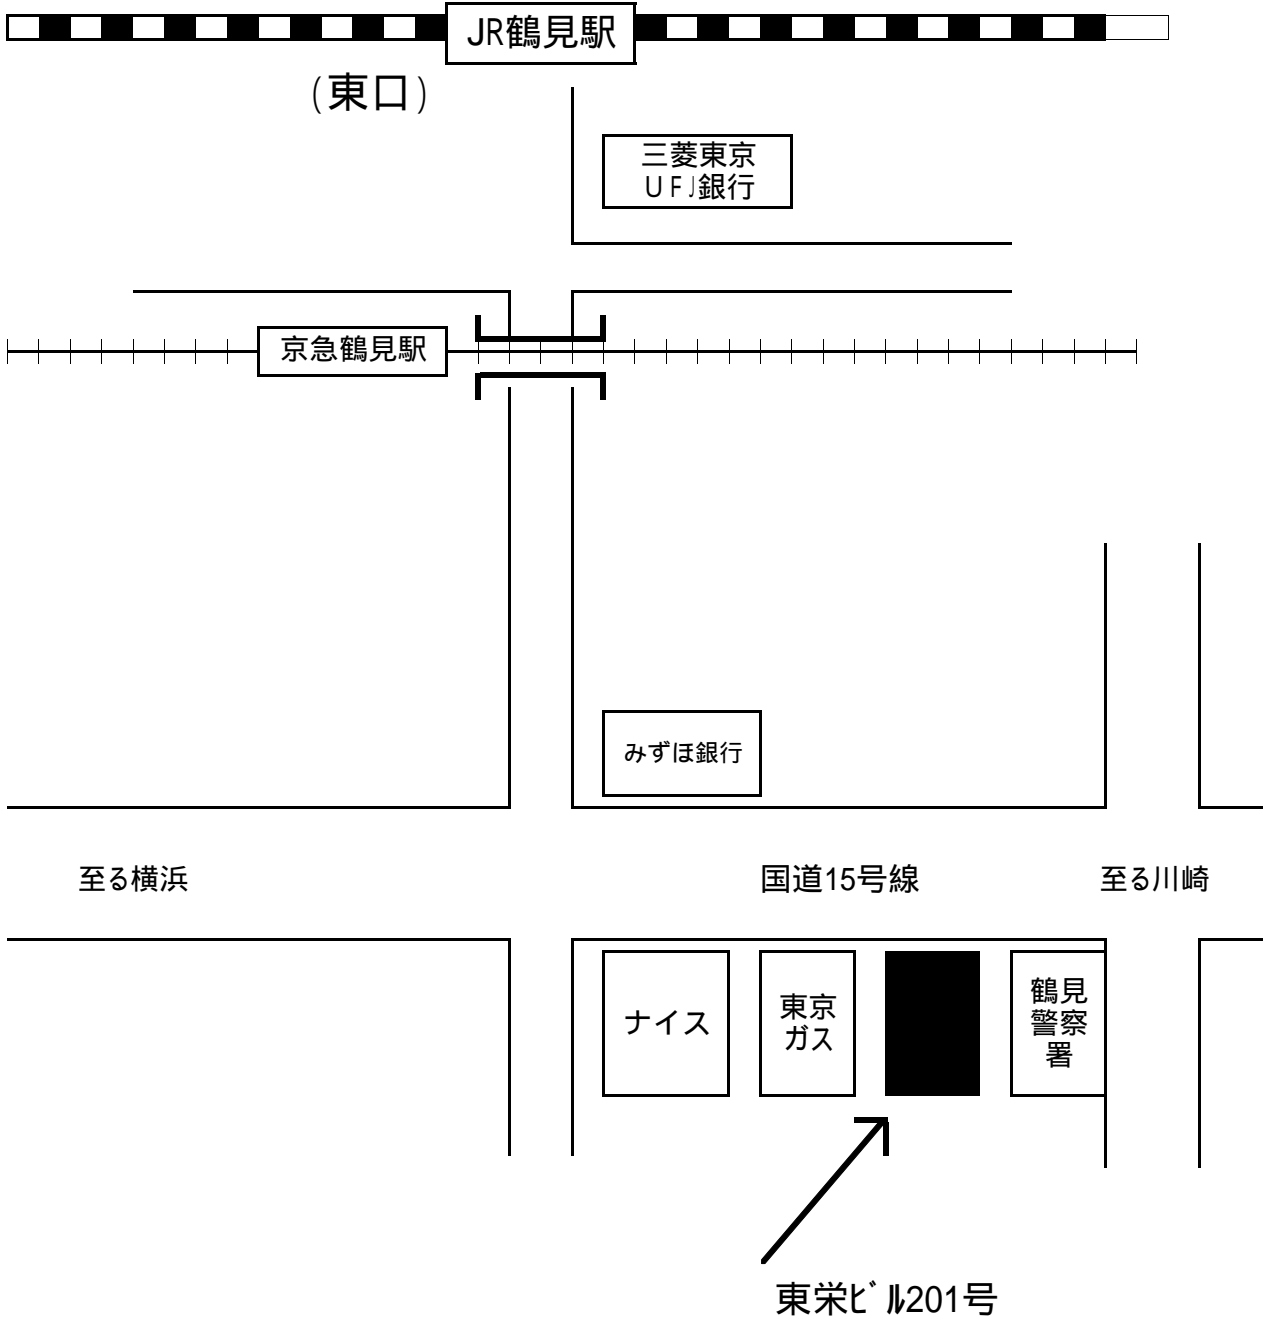 JR鶴見駅
(東口)
三菱東京
UFJ銀行
京急鶴見駅
みずほ銀行
至る横浜
国道15号線
至る川崎
ナイス
東京
ガス
鶴見
警察
署
東栄ﾋﾞﾙ201号